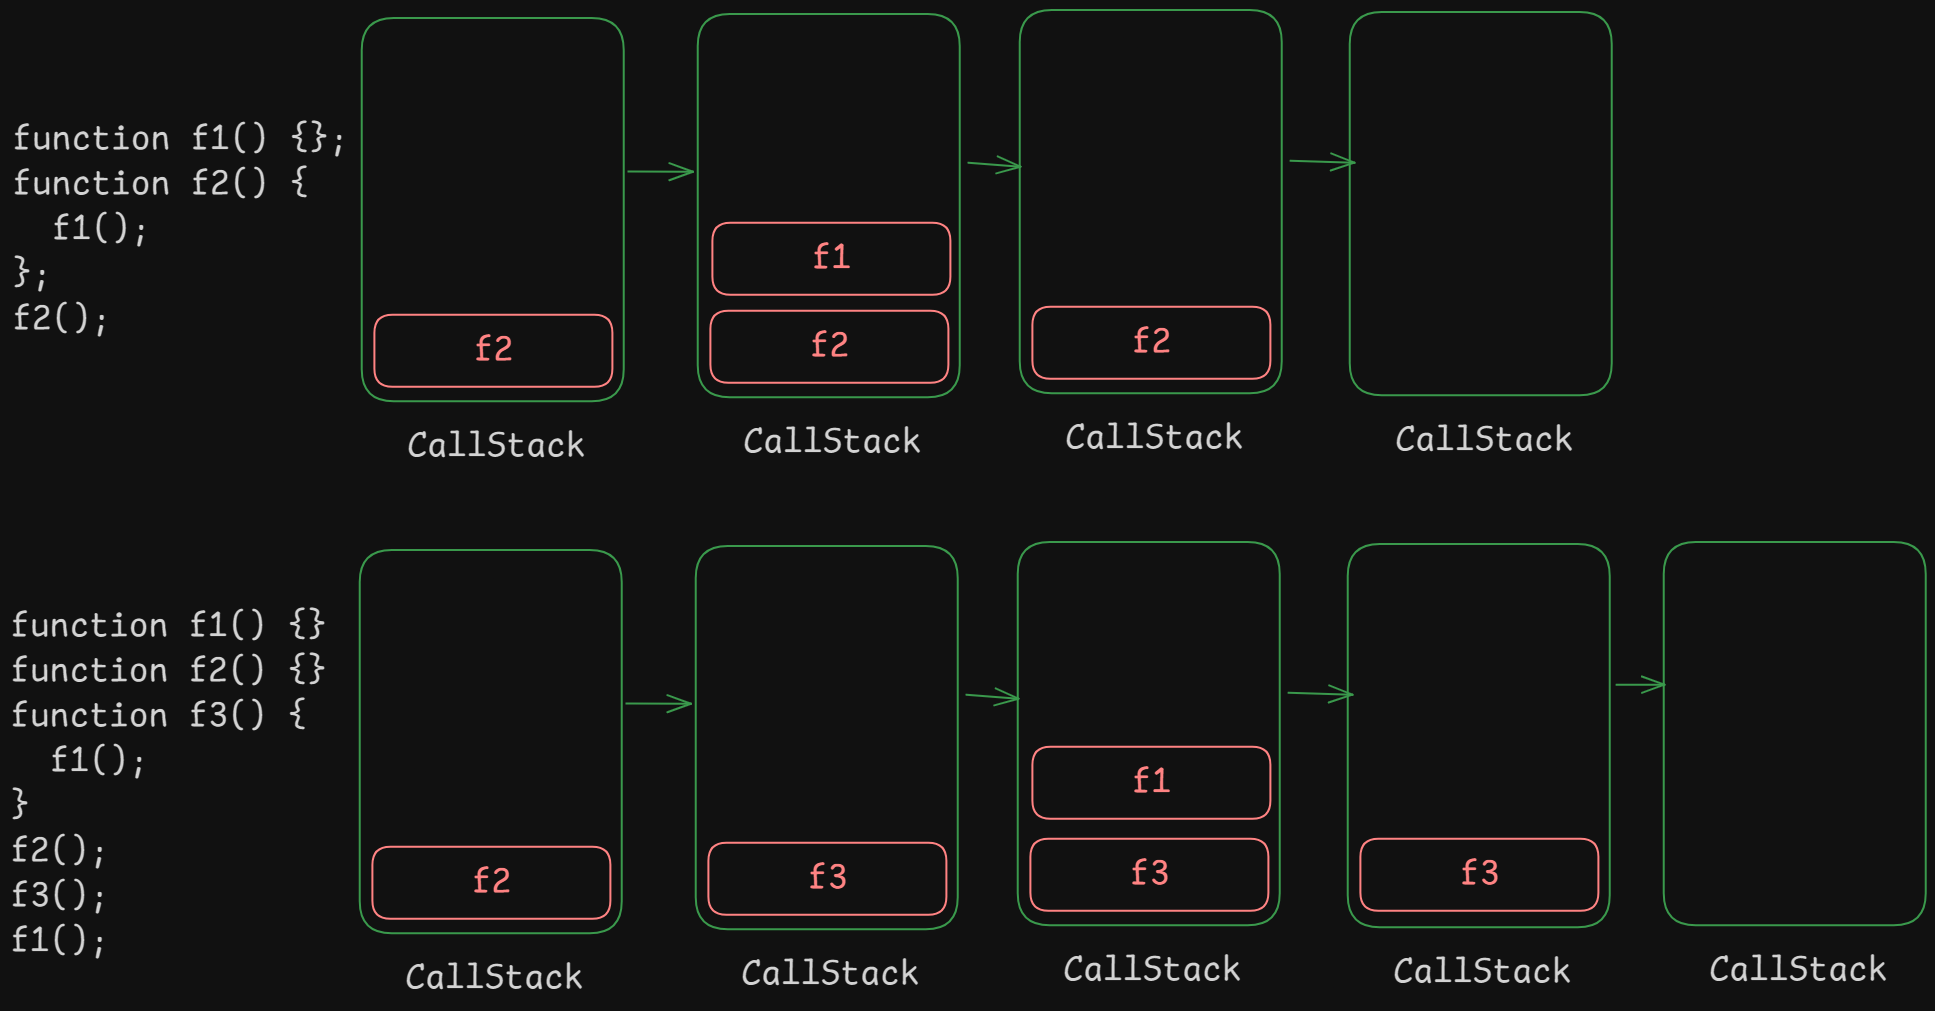 function f1() {};
function f2() {
  f1();
};
f2();
f2
f1
f2
f2
CallStack
CallStack
CallStack
CallStack
function f1() {}
function f2() {}
function f3() {
  f1();
}
f2();
f3();
f1();
f2
f3
f1
f3
f3
CallStack
CallStack
CallStack
CallStack
CallStack